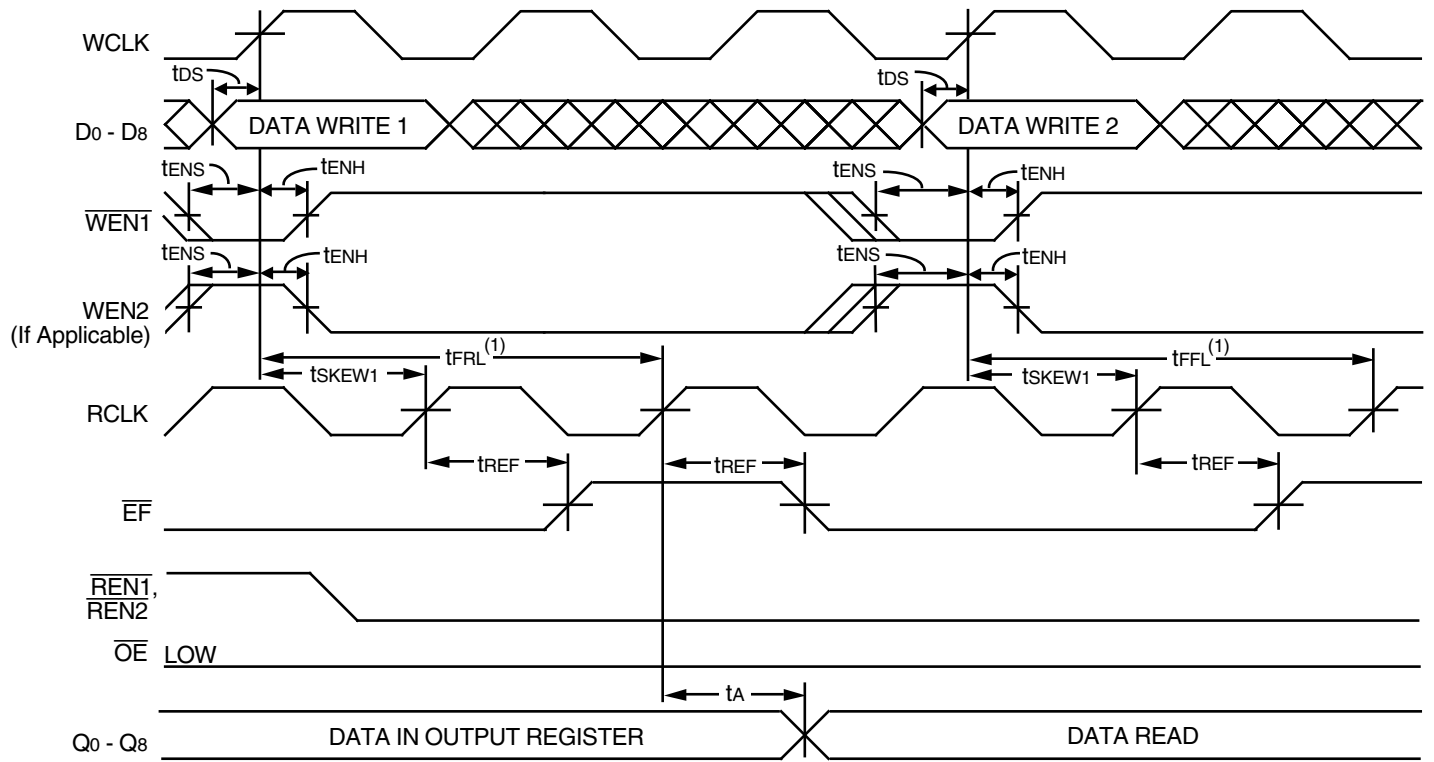 WCLK
tDS
tDS
D0 - D8
DATA WRITE 1
DATA WRITE 2
tENS
tENH
tENS
tENH
WEN1
tENS
tENH
tENS
tENH
WEN2
(If Applicable)
tFRL(1)
tFFL(1)
tSKEW1
tSKEW1
RCLK
tREF
tREF
tREF
EF
REN1,
REN2
OE
LOW
tA
Q0 - Q8
DATA IN OUTPUT REGISTER
DATA READ